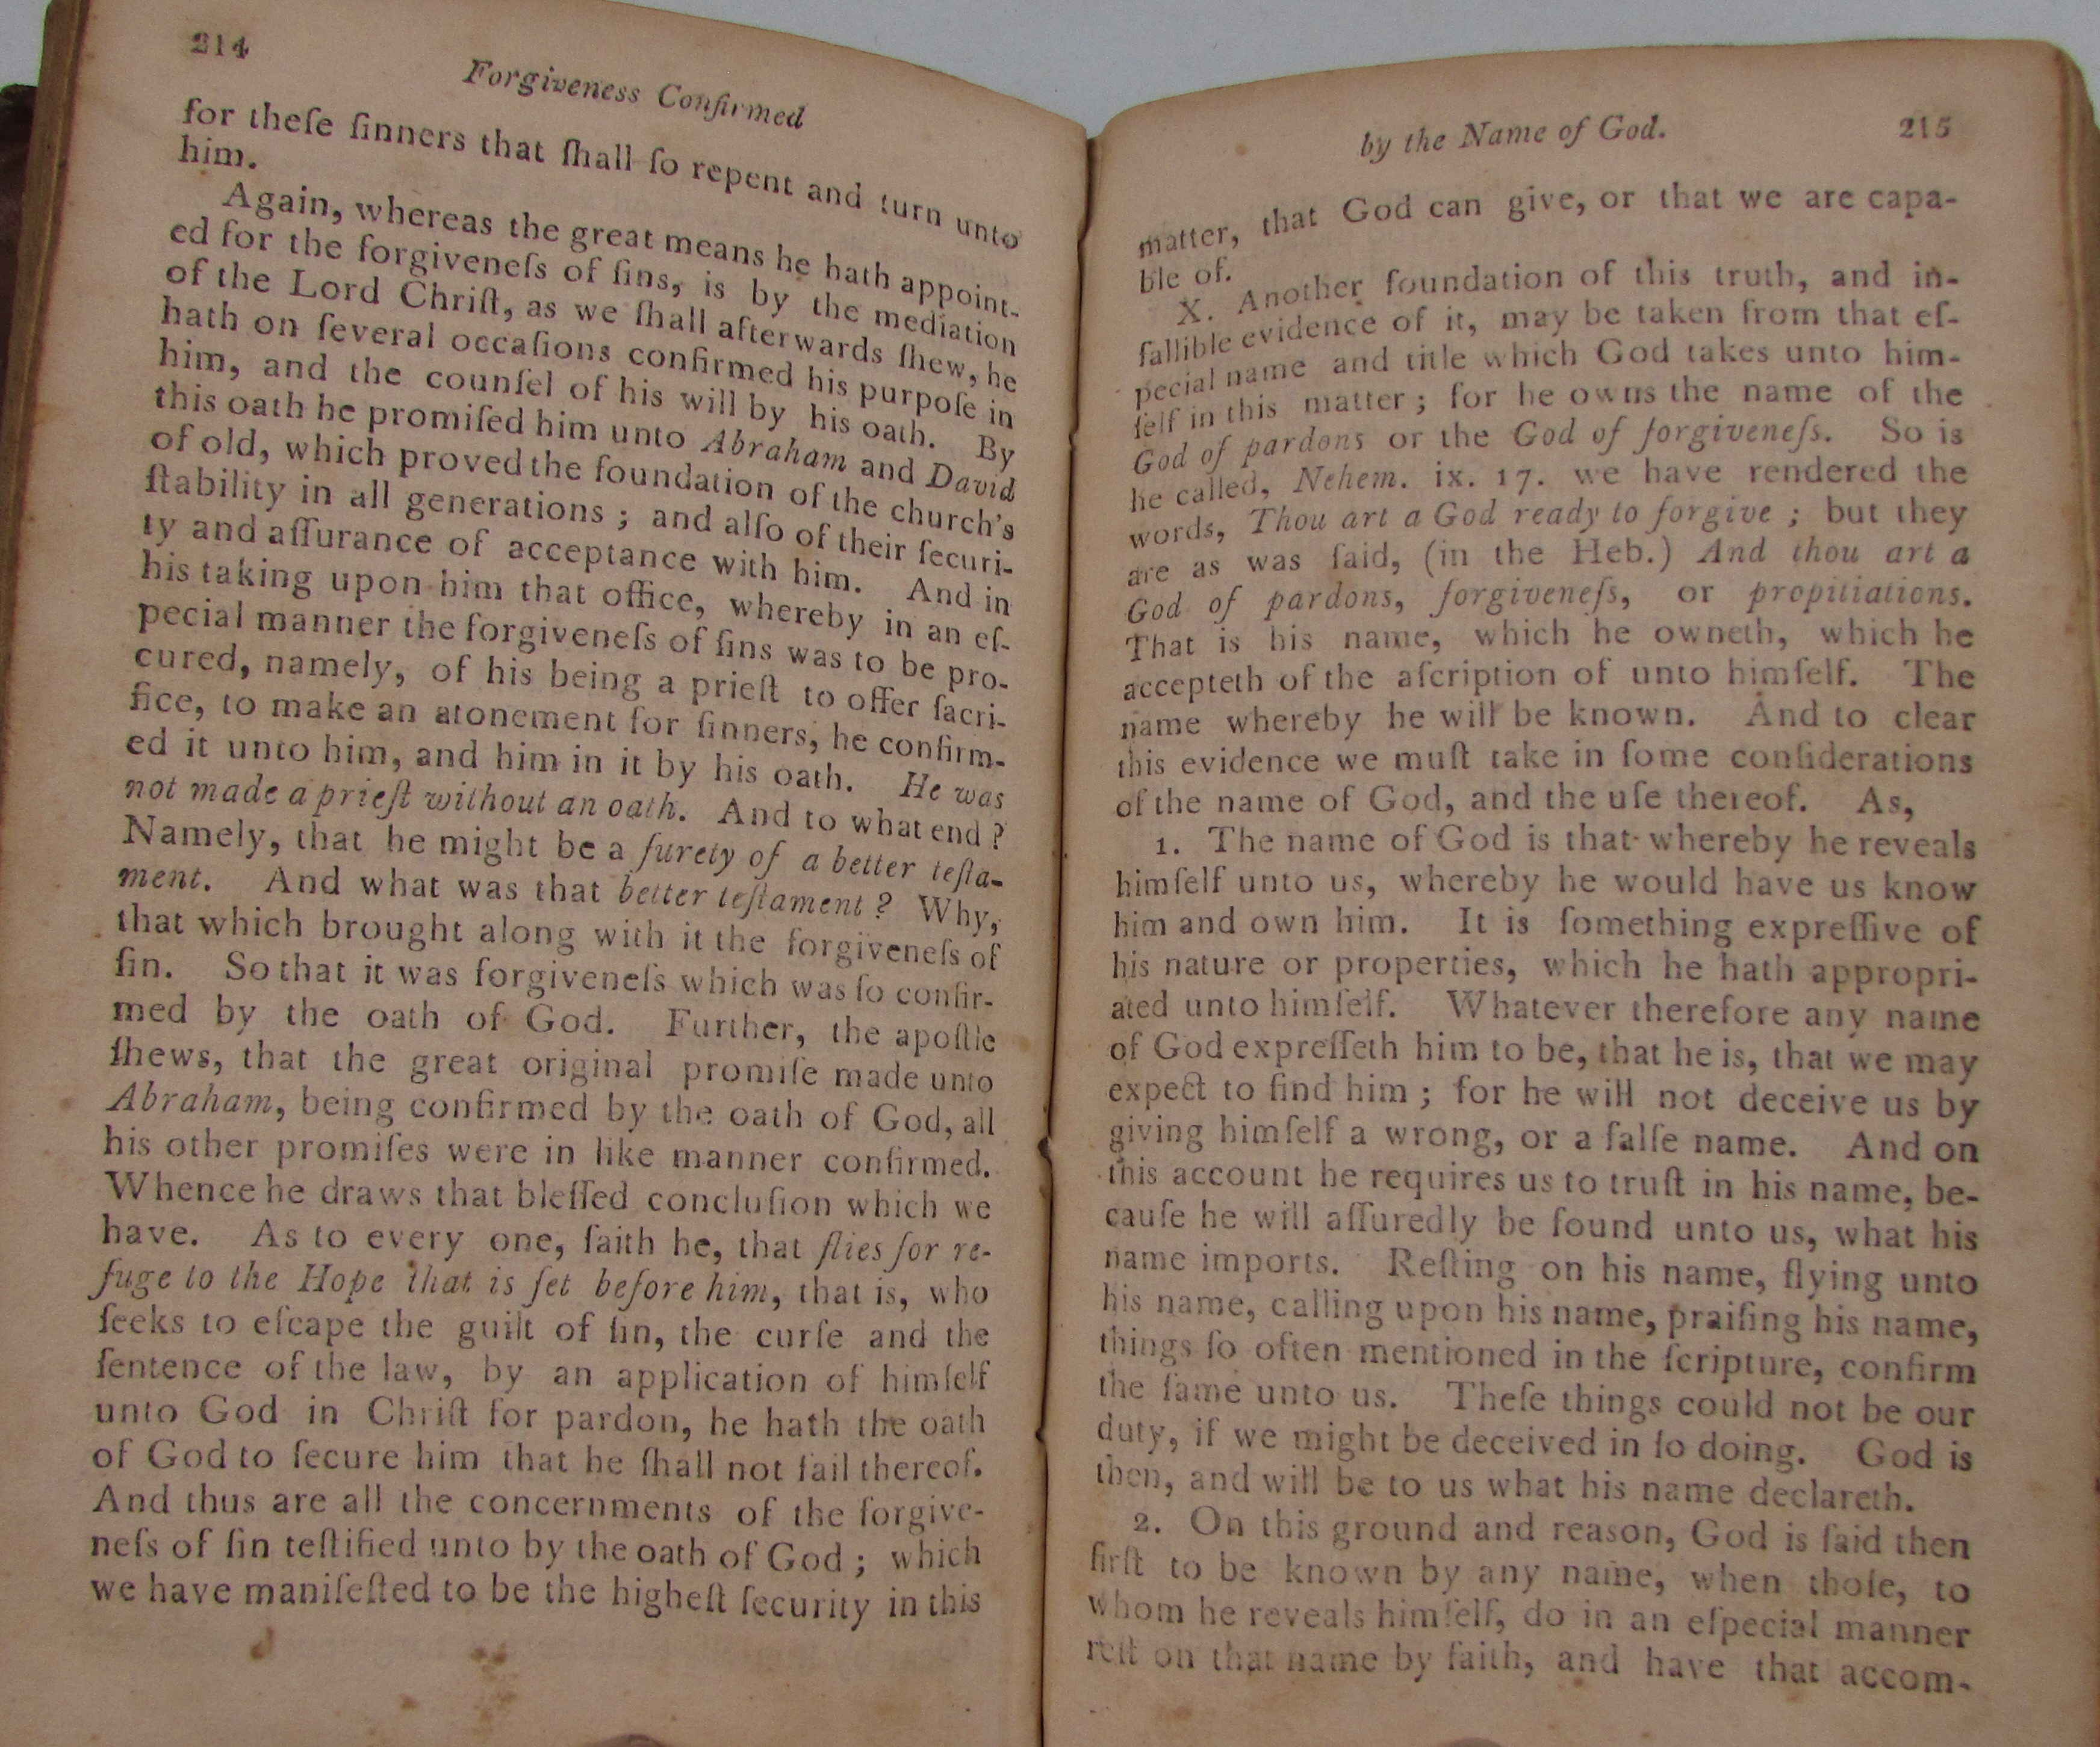 214
Forgiveness Confirmed
for theſe ſinners that ſhall ſo repent and turn unto
him.
Again, whereas the great means he hath appoint-
ed for the forgiveneſs of ſins, is by the mediation
of the Lord Chriſt, as we ſhall afterwards ſhew, he
hath on ſeveral occaſions confirmed his purpoſe in
him, and the counſel of his will by his oath. By
this oath he promiſed him unto Abraham and David
of old, which proved the foundation of the church's
ſtability in all generations ; and alſo of their ſecuri-
ty and aſſurance of acceptance with him. And in
his taking upon him that office, whereby in an eſ-
pecial manner the forgiveneſs of ſins was to be pro-
cured, namely, of his being a prieſt to offer ſacri-
fice, to make an atonement for ſinners, he confirm-
ed it unto him, and him in it by his oath. He was
not made a prieſt without an oath. And to what end ?
Namely, that he might be a ſurety of a better teſta-
ment. And what was that better teſtament ? Why,
that which brought along with it the forgiveneſs of
ſin. So that it was forgiveneſs which was ſo confir-
med by the oath of God. Further, the apoſtle
ſhews, that the great original promiſe made unto
Abraham, being confirmed by the oath of God, all
his other promiſes were in like manner confirmed.
Whence he draws that bleſſed concluſion which we
have. As to every one, ſaith he, that flies for re-
fuge to the Hope that is ſet before him, that is, who
ſeeks to eſcape the guilt of ſin, the curſe and the
ſentence of the law, by an application of himſelf
unto God in Chriſt for pardon, he hath the oath
of God to ſecure him that he ſhall not fail thereof.
And thus are all the concernments of the forgive-
neſs of ſin teſtified unto by the oath of God ; which
we have manifeſted to be the higheſt ſecurity in this
by the Name of God.
215
matter, that God can give, or that we are capa-
ble of.
X. Another foundation of this truth, and in-
fallible evidence of it, may be taken from that eſ-
pecial name and title which God takes unto him-
ſelf in this matter ; for he owns the name of the
God of pardons or the God of forgiveneſs. So is
he called, Nehem. ix. 17. we have rendered the
words, Thou art a God ready to forgive ; but they
are as was ſaid, (in the Heb.) And thou art a
God of pardons, forgiveneſs, or propitiations.
That is his name, which he owneth, which he
accepteth of the aſcription of unto himſelf. The
name whereby he will be known. And to clear
this evidence we muſt take in ſome conſiderations
of the name of God, and the uſe thereof. As,
1. The name of God is that whereby he reveals
himſelf unto us, whereby he would have us know
him and own him. It is ſomething expreſſive of
his nature or properties, which he hath appropri-
ated unto himſelf. Whatever therefore any name
of God expreſſeth him to be, that he is, that we may
expect to find him ; for he will not deceive us by
giving himſelf a wrong, or a falſe name. And on
this account he requires us to truſt in his name, be-
cauſe he will aſſuredly be found unto us, what his
name imports. Reſting on his name, flying unto
his name, calling upon his name, praiſing his name,
things ſo often mentioned in the ſcripture, confirm
the ſame unto us. Theſe things could not be our
duty, if we might be deceived in ſo doing. God is
then, and will be to us what his name declareth.
2. On this ground and reason, God is ſaid then
firſt to be known by any name, when thoſe, to
whom he reveals himſelf, do in an eſpecial manner
reſt on that name by faith, and have that accom-